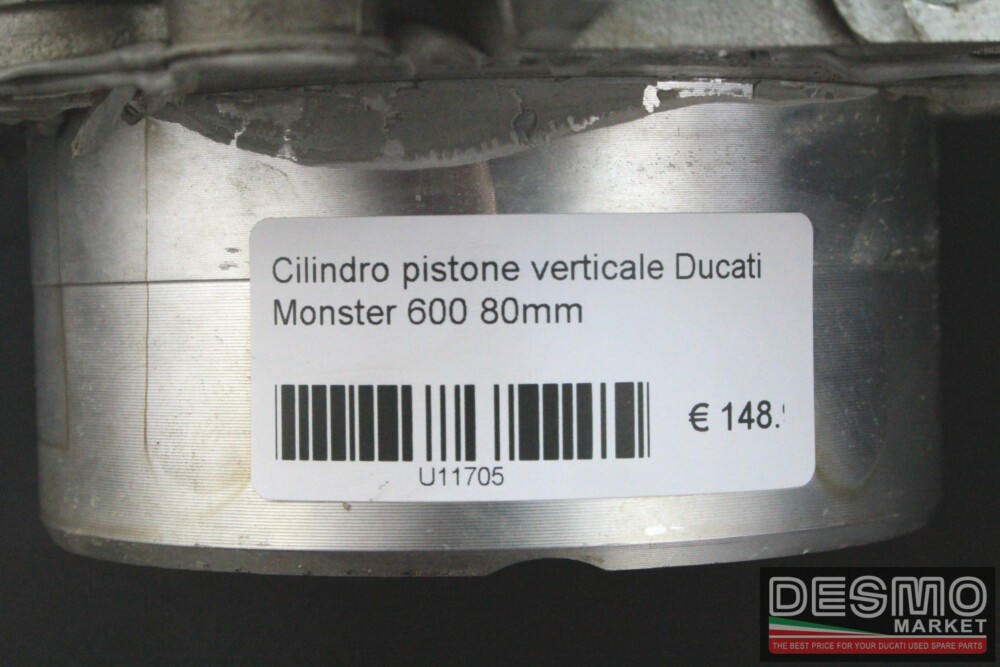 Cilindro pistone verticale Ducati
Monster 600 80mm
€ 148.
U11705
DESMO
MARKET
THE BEST PRICE FOR YOUR DUCATI USED SPARE PARTS